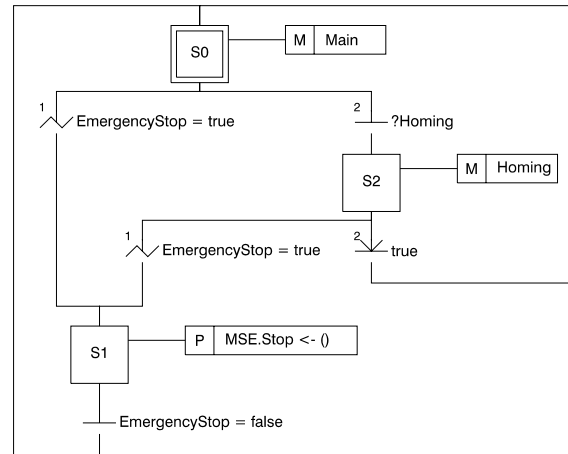 S0
M Main
1 EmergencyStop = true
2 ?Homing
S2
M Homing
1 EmergencyStop = true
2 true
S1
P MSE.Stop <- ()
EmergencyStop = false